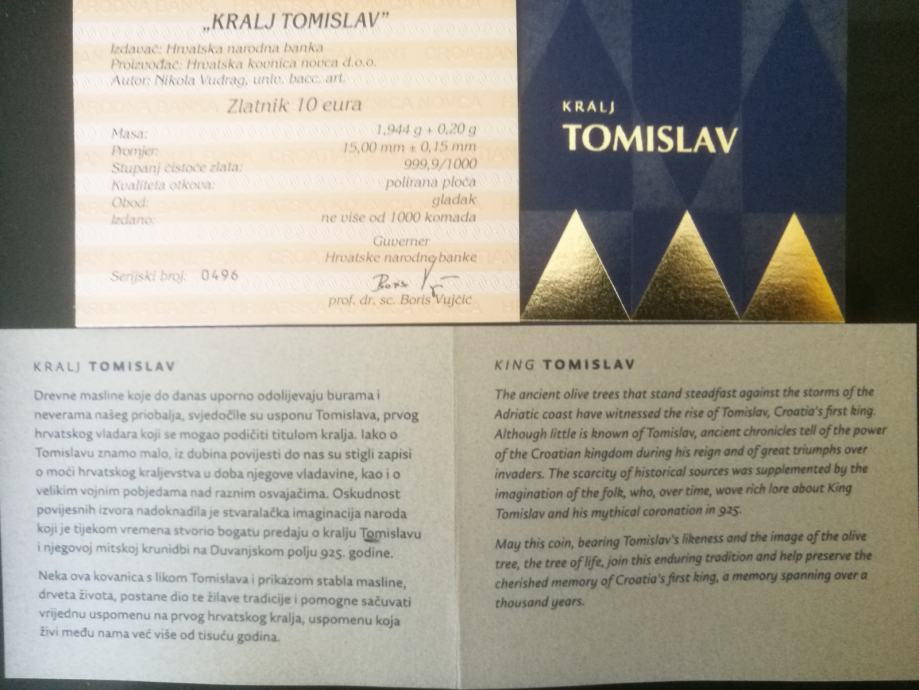 „KRALJ TOMISLAV”
Izdavač: Hrvatska narodna banka
Proizvođač: Hrvatska kovnica novca d.o.o.
Autor: Nikola Vudrag, univ. bacc. art.
Zlatnik 10 eura
Masa: 1,944 g ± 0,20 g
Promjer: 15,00 mm ± 0,15 mm
Stupanj čistoće zlata: 999,9/1000
Kvaliteta otkova: polirana ploča
Obod: gladak
Izdano: ne više od 1000 komada
Guverner
Hrvatske narodne banke
Serijski broj: 0496
prof. dr. sc. Boris Vujčić
KRALJ
TOMISLAV
KRALJ TOMISLAV
Drevne masline koje do danas uporno odolijevaju burama i
neverama našeg priobalja, svjedočile su usponu Tomislava, prvog
hrvatskog vladara koji se mogao podičiti titulom kralja. Iako o
Tomislavu znamo malo, iz dubina povijesti do nas su stigli zapisi
o moći hrvatskog kraljevstva u doba njegove vladavine, kao i o
velikim vojnim pobjedama nad raznim osvajačima. Oskudnost
povijesnih izvora nadoknadila je stvaralačka imaginacija naroda
koji je tijekom vremena stvorio bogatu predaju o kralju Tomislavu
i njegovoj mitskoj krunidbi na Duvanjskom polju 925. godine.
Neka ova kovanica s likom Tomislava i prikazom stabla masline,
drveta života, postane dio te žilave tradicije i pomogne sačuvati
vrijednu uspomenu na prvog hrvatskog kralja, uspomenu koja
živi među nama već više od tisuću godina.
KING TOMISLAV
The ancient olive trees that stand steadfast against the storms of the
Adriatic coast have witnessed the rise of Tomislav, Croatia's first king.
Although little is known of Tomislav, ancient chronicles tell of the power
of the Croatian kingdom during his reign and of great triumphs over
invaders. The scarcity of historical sources was supplemented by the
imagination of the folk, who, over time, wove rich lore about King
Tomislav and his mythical coronation in 925.
May this coin, bearing Tomislav's likeness and the image of the olive
tree, the tree of life, join this enduring tradition and help preserve the
cherished memory of Croatia's first king, a memory spanning over a
thousand years.